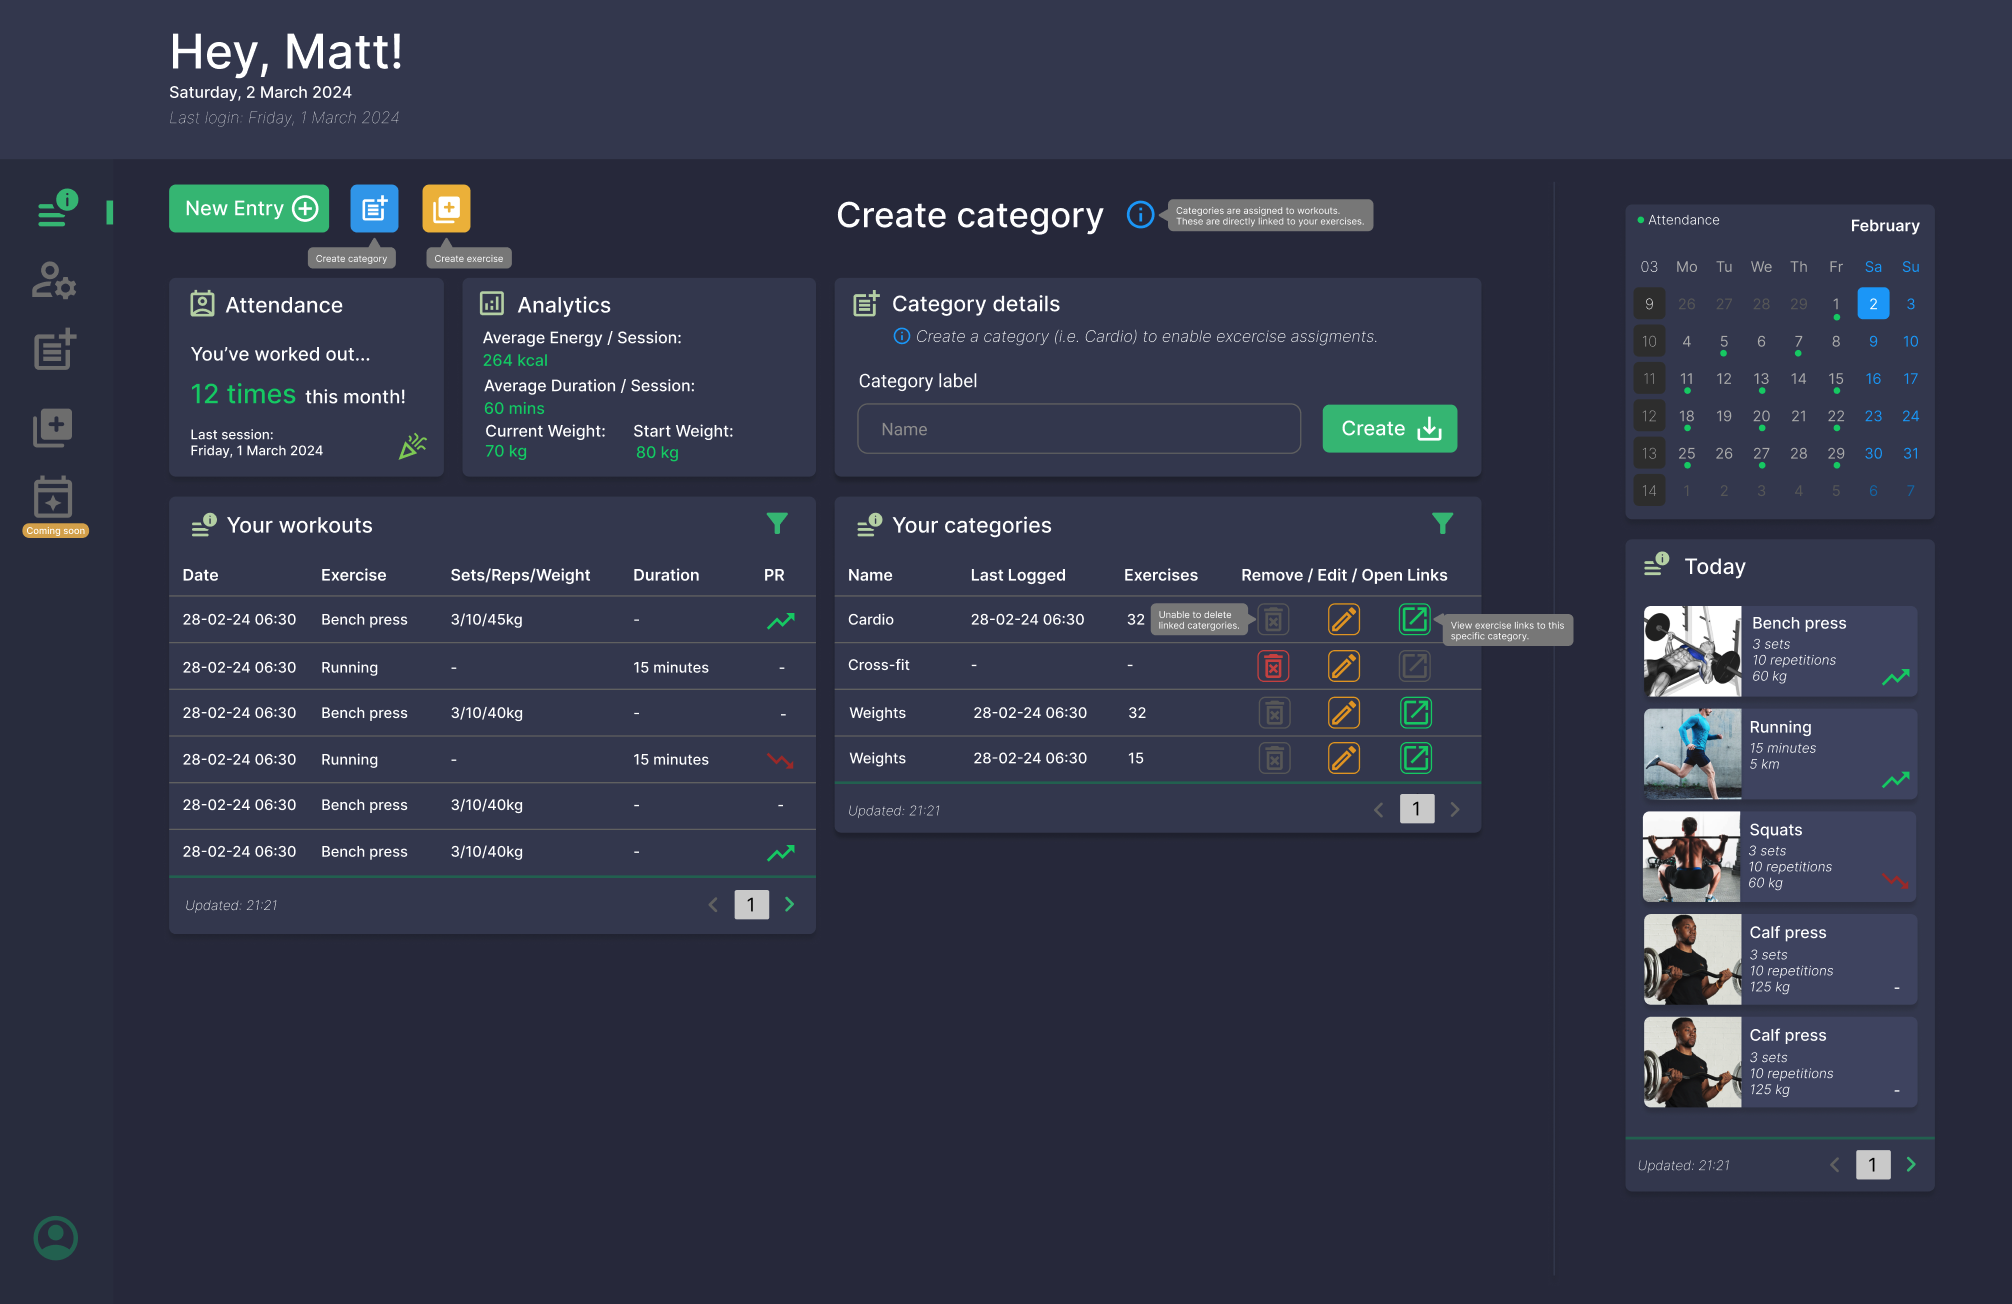 Hey, Matt!
Saturday, 2 March 2024
Last login: Friday, 1 March 2024
Coming soon
New Entry
Create category
Create exercise
Attendance
You've worked out...
12 times this month!
Last session:
Friday, 1 March 2024
Analytics
Average Energy / Session:
264 kcal
Average Duration / Session:
60 mins
Current Weight: Start Weight:
70 kg 80 kg
Your workouts
Date Exercise Sets/Reps/Weight Duration PR
28-02-24 06:30 Bench press 3/10/45kg -
28-02-24 06:30 Running - 15 minutes -
28-02-24 06:30 Bench press 3/10/40kg - -
28-02-24 06:30 Running - 15 minutes
28-02-24 06:30 Bench press 3/10/40kg - -
28-02-24 06:30 Bench press 3/10/40kg -
Updated: 21:21
1
Create category
Categories are assigned to workouts.
These are directly linked to your exercises.
Category details
Create a category (i.e. Cardio) to enable excercise assigments.
Category label
Name
Create
Your categories
Name Last Logged Exercises Remove / Edit / Open Links
Cardio 28-02-24 06:30 32
Unable to delete
linked catergories.
View exercise links to this
specific category.
Cross-fit - -
Weights 28-02-24 06:30 32
Weights 28-02-24 06:30 15
Updated: 21:21
1
Attendance
February
03 Mo Tu We Th Fr Sa Su
9 26 27 28 29 1 2 3
10 4 5 6 7 8 9 10
11 11 12 13 14 15 16 17
12 18 19 20 21 22 23 24
13 25 26 27 28 29 30 31
14 1 2 3 4 5 6 7
Today
Bench press
3 sets
10 repetitions
60 kg
Running
15 minutes
5 km
Squats
3 sets
10 repetitions
60 kg
Calf press
3 sets
10 repetitions
125 kg -
Calf press
3 sets
10 repetitions
125 kg -
Updated: 21:21
1